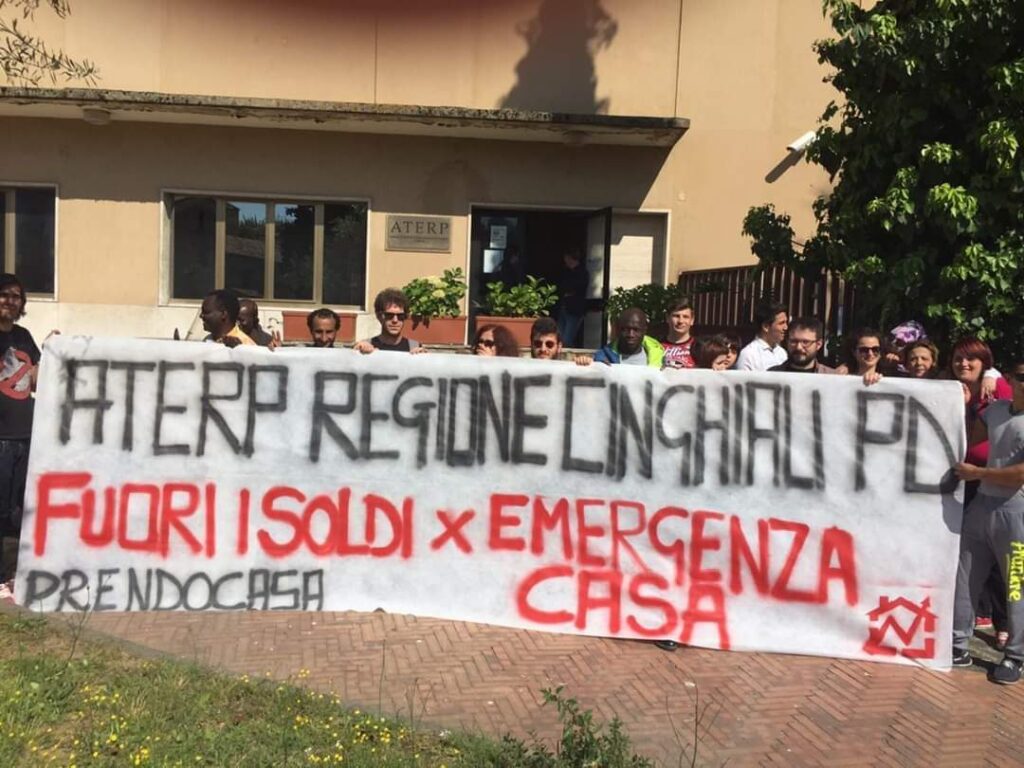 ATERP
ATERP REGIONE CINGHIALI PD
FUORI I SOLDI X EMERGENZA
CASA
PRENDOCASA